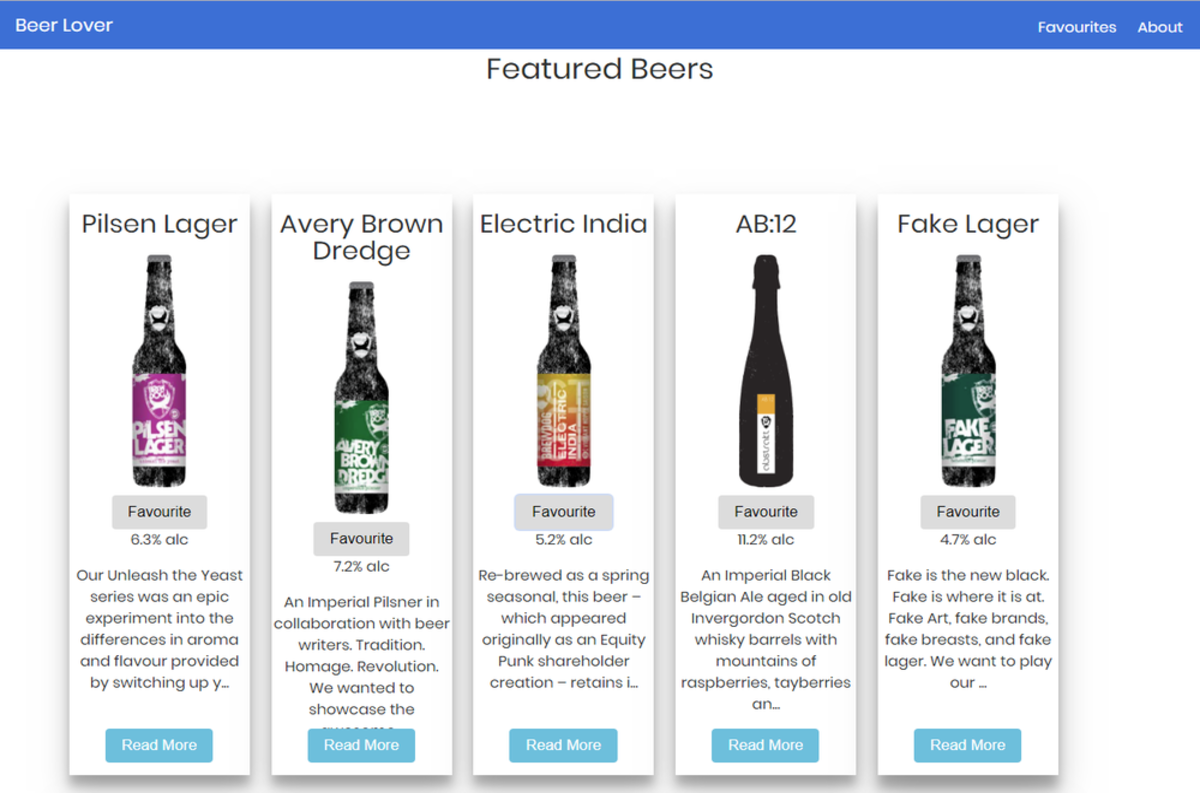 Beer Lover
Favourites
About
Featured Beers
Pilsen Lager
PILSEN
LAGER
Favourite
6.3% alc
Our Unleash the Yeast
series was an epic
experiment into the
differences in aroma
and flavour provided
by switching up y...
Read More
Avery Brown
Dredge
AVERY
BROWN
DREDGE
Favourite
7.2% alc
An Imperial Pilsner in
collaboration with beer
writers. Tradition.
Homage. Revolution.
We wanted to
showcase the
Read More
Electric India
BREWDOG
ELECTRIC
INDIA
Favourite
5.2% alc
Re-brewed as a spring
seasonal, this beer –
which appeared
originally as an Equity
Punk shareholder
creation – retains i...
Read More
AB:12
abstrakt
Favourite
11.2% alc
An Imperial Black
Belgian Ale aged in old
Invergordon Scotch
whisky barrels with
mountains of
raspberries, tayberries
an...
Read More
Fake Lager
FAKE
LAGER
Favourite
4.7% alc
Fake is the new black.
Fake is where it is at.
Fake Art, fake brands,
fake breasts, and fake
lager. We want to play
our ...
Read More